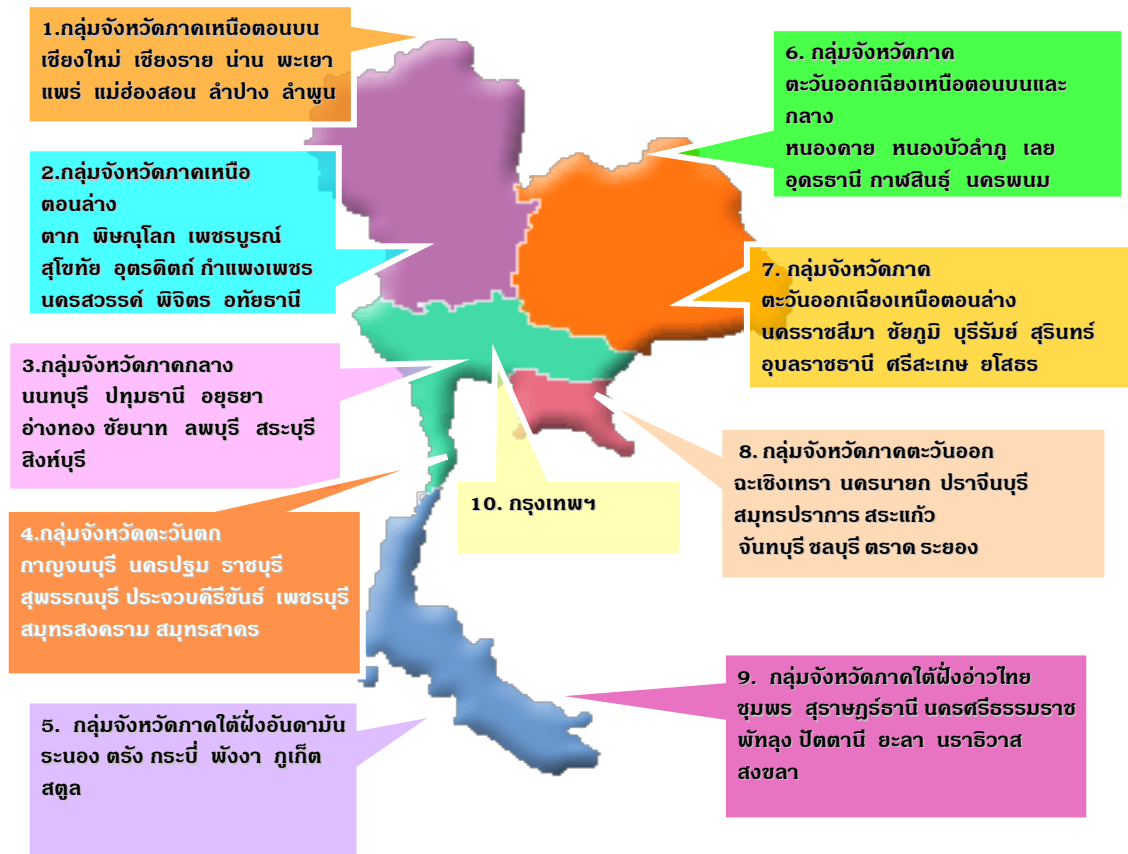 1.กลุ่มจังหวัดภาคเหนือตอนบน
เชียงใหม่ เชียงราย น่าน พะเยา
แพร่ แม่ฮ่องสอน ลำปาง ลำพูน
2.กลุ่มจังหวัดภาคเหนือ
ตอนล่าง
ตาก พิษณุโลก เพชรบูรณ์
สุโขทัย อุตรดิตถ์ กำแพงเพชร
นครสวรรค์ พิจิตร อุทัยธานี
3.กลุ่มจังหวัดภาคกลาง
นนทบุรี ปทุมธานี อยุธยา
อ่างทอง ชัยนาท ลพบุรี สระบุรี
สิงห์บุรี
4.กลุ่มจังหวัดตะวันตก
กาญจนบุรี นครปฐม ราชบุรี
สุพรรณบุรี ประจวบคีรีขันธ์ เพชรบุรี
สมุทรสงคราม สมุทรสาคร
5. กลุ่มจังหวัดภาคใต้ฝั่งอันดามัน
ระนอง ตรัง กระบี่ พังงา ภูเก็ต
สตูล
6. กลุ่มจังหวัดภาค
ตะวันออกเฉียงเหนือตอนบนและ
กลาง
หนองคาย หนองบัวลำภู เลย
อุดรธานี กาฬสินธุ์ นครพนม
7. กลุ่มจังหวัดภาค
ตะวันออกเฉียงเหนือตอนล่าง
นครราชสีมา ชัยภูมิ บุรีรัมย์ สุรินทร์
อุบลราชธานี ศรีสะเกษ ยโสธร
8. กลุ่มจังหวัดภาคตะวันออก
ฉะเชิงเทรา นครนายก ปราจีนบุรี
สมุทรปราการ สระแก้ว
จันทบุรี ชลบุรี ตราด ระยอง
9. กลุ่มจังหวัดภาคใต้ฝั่งอ่าวไทย
ชุมพร สุราษฎร์ธานี นครศรีธรรมราช
พัทลุง ปัตตานี ยะลา นราธิวาส
สงขลา
10. กรุงเทพฯ